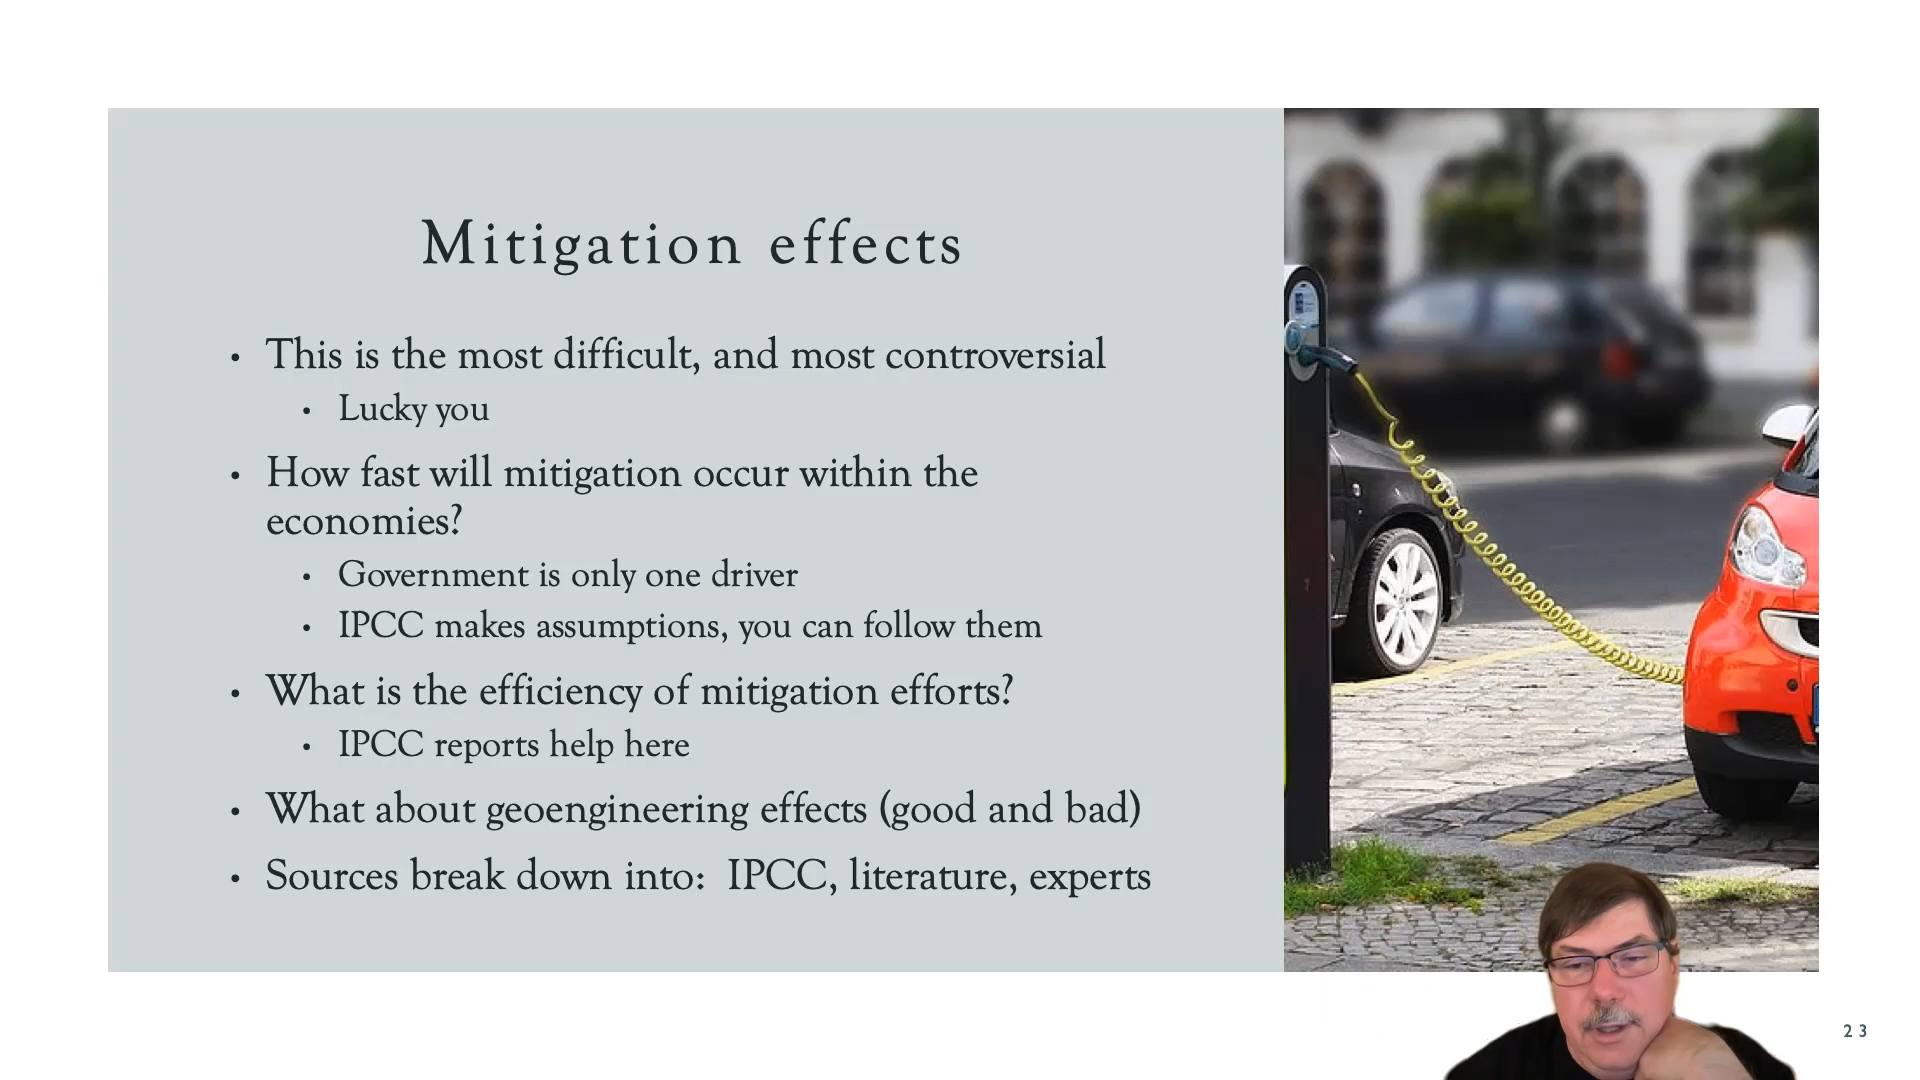 Mitigation effects
• This is the most difficult, and most controversial
• Lucky you
• How fast will mitigation occur within the
economies?
• Government is only one driver
• IPCC makes assumptions, you can follow them
• What is the efficiency of mitigation efforts?
• IPCC reports help here
• What about geoengineering effects (good and bad)
• Sources break down into:  IPCC, literature, experts
23